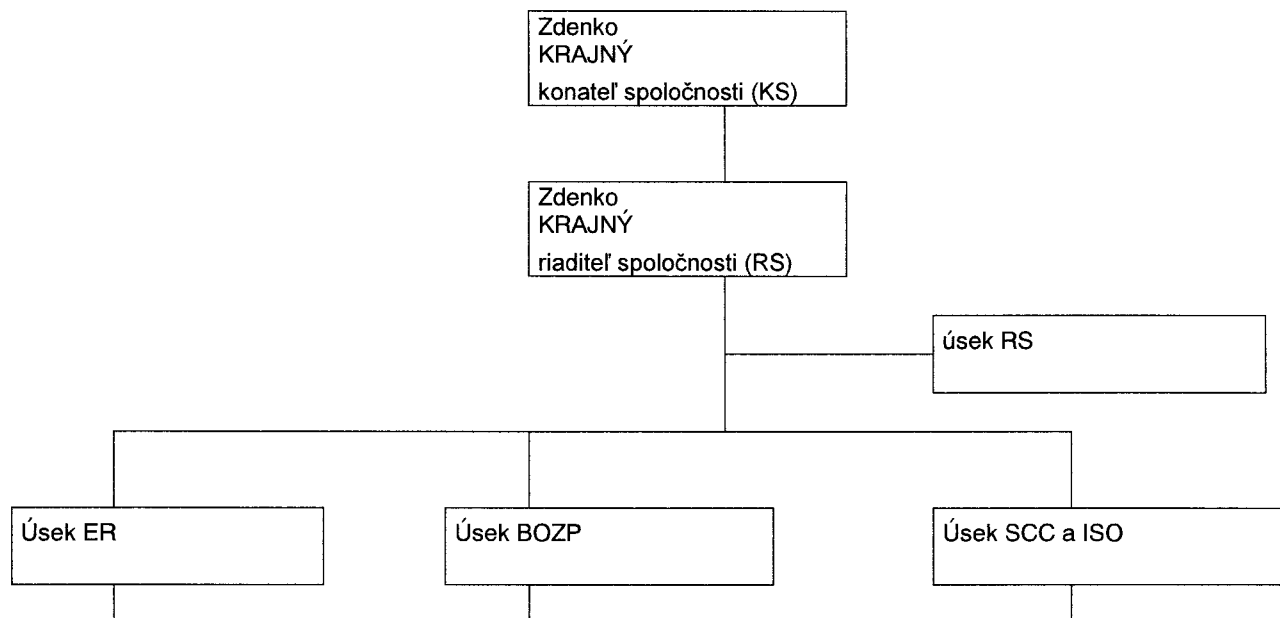 Zdenko
KRAJNÝ
konateľ spoločnosti (KS)
Zdenko
KRAJNÝ
riaditeľ spoločnosti (RS)
úsek RS
Úsek ER
Úsek BOZP
Úsek SCC a ISO